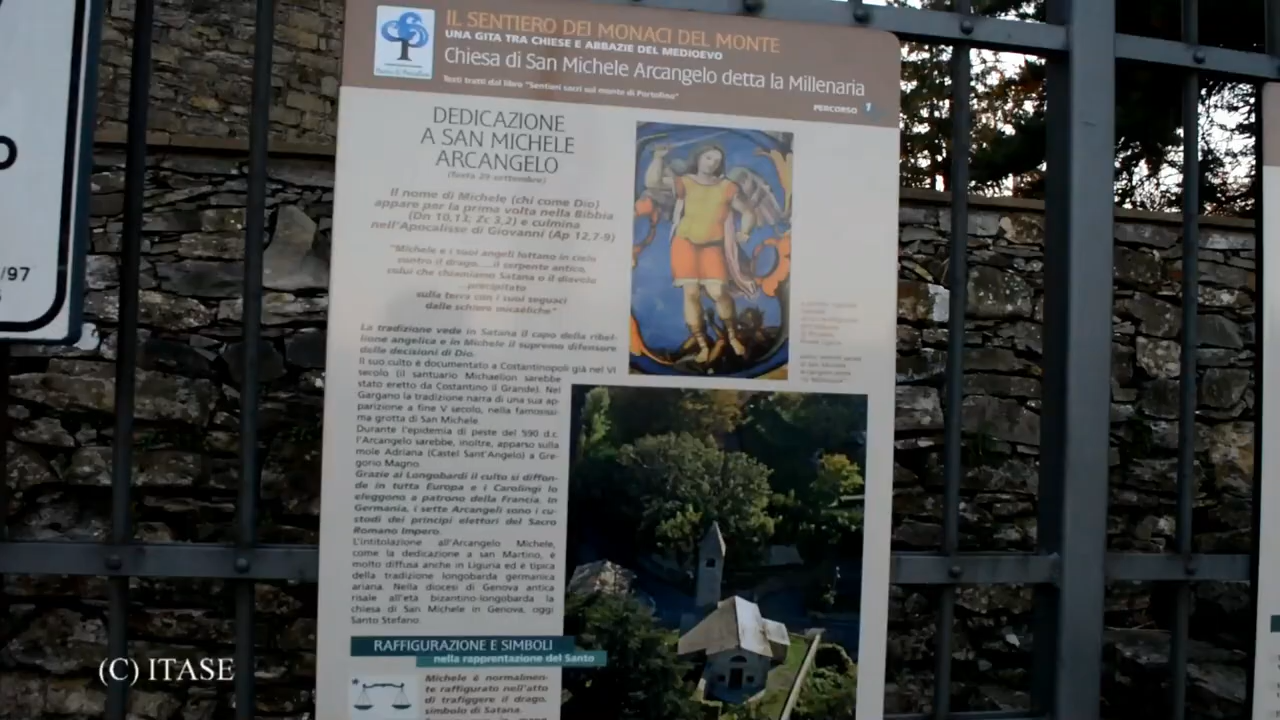 IL SENTIERO DEI MONACI DEL MONTE
UNA GITA TRA CHIESE E ABBAZIE DEL MEDIOEVO
Chiesa di San Michele Arcangelo detta la Millenaria
Testi tratti dal libro "Sentieri sacri sul monte di Portofino"
PERCORSO 1
DEDICAZIONE
A SAN MICHELE
ARCANGELO
(festa 29 settembre)
Il nome di Michele (chi come Dio)
appare per la prima volta nella Bibbia
(Dn 10,13; Zc 3,2) e culmina
nell'Apocalisse di Giovanni (Ap 12,7-9)
"Michele e i suoi angeli lottano in cielo
contro il drago.....il serpente antico,
colui che chiamiamo Satana o il diavolo
...precipitato
sulla terra con i suoi seguaci
dalle schiere micaéliche"
La tradizione vede in Satana il capo della ribel-
lione angelica e in Michele il supremo difensore
delle decisioni di Dio.
Il suo culto è documentato a Costantinopoli già nel VI
secolo (il santuario Michaelion sarebbe
stato eretto da Costantino il Grande). Nel
Gargano la tradizione narra di una sua ap-
parizione a fine V secolo, nella famosissi-
ma grotta di San Michele.
Durante l'epidemia di peste del 590 d.c.
l'Arcangelo sarebbe, inoltre, apparso sulla
mole Adriana (Castel Sant'Angelo) a Gre-
gorio Magno.
Grazie ai Longobardi il culto si diffon-
de in tutta Europa e i Carolingi lo
eleggono a patrono della Francia. In
Germania, i sette Arcangeli sono i cu-
stodi dei principi elettori del Sacro
Romano Impero.
L'intitolazione all'Arcangelo Michele,
come la dedicazione a san Martino, è
molto diffusa anche in Liguria ed è tipica
della tradizione longobarda germanica
ariana. Nella diocesi di Genova antica
risale all'età bizantino-longobarda la
chiesa di San Michele in Genova, oggi
Santo Stefano.
RAFFIGURAZIONE E SIMBOLI
nella rapprentazione del Santo
Michele è normalmen-
te raffigurato nell'atto
di trafiggere il drago,
simbolo di Satana.
/97
(C) ITASE